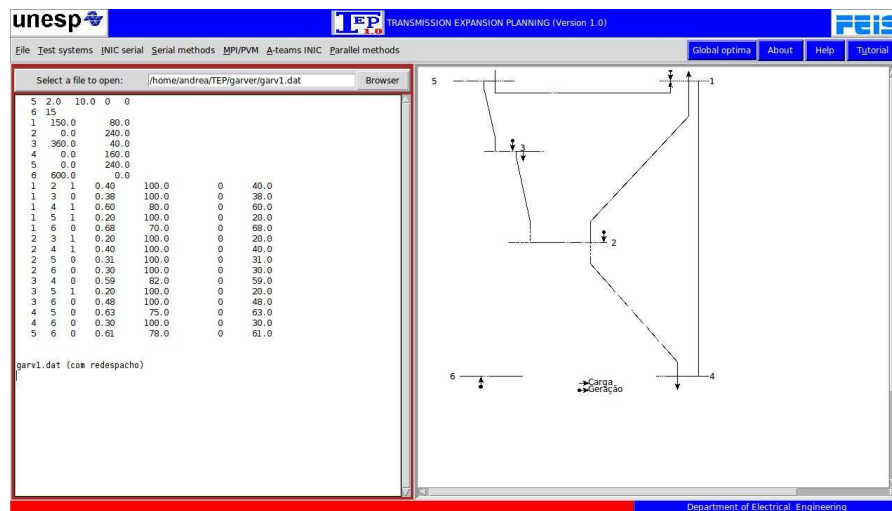 unesp
TEP 1.0
TRANSMISSION EXPANSION PLANNING (Version 1.0)
FEIS
File Test systems INIC serial Serial methods MPI/PVM A-teams INIC Parallel methods
Global optima About Help Tutorial
Select a file to open: /home/andrea/TEP/garver/garv1.dat Browser
5 2.0 10.0 0 0
6 15
1 150.0 80.0
2 0.0 240.0
3 360.0 40.0
4 0.0 160.0
5 0.0 240.0
6 600.0 0.0
1 2 1 0.40 100.0 0 40.0
1 3 0 0.38 100.0 0 38.0
1 4 1 0.60 80.0 0 60.0
1 5 1 0.20 100.0 0 20.0
1 6 0 0.68 70.0 0 68.0
2 3 1 0.20 100.0 0 20.0
2 4 1 0.40 100.0 0 40.0
2 5 0 0.31 100.0 0 31.0
2 6 0 0.30 100.0 0 30.0
3 4 0 0.59 82.0 0 59.0
3 5 1 0.20 100.0 0 20.0
3 6 0 0.48 100.0 0 48.0
4 5 0 0.63 75.0 0 63.0
4 6 0 0.30 100.0 0 30.0
5 6 0 0.61 78.0 0 61.0
garv1.dat (com redespacho)
5
1
3
2
6
4
Carga
Geração
Department of Electrical Engineering